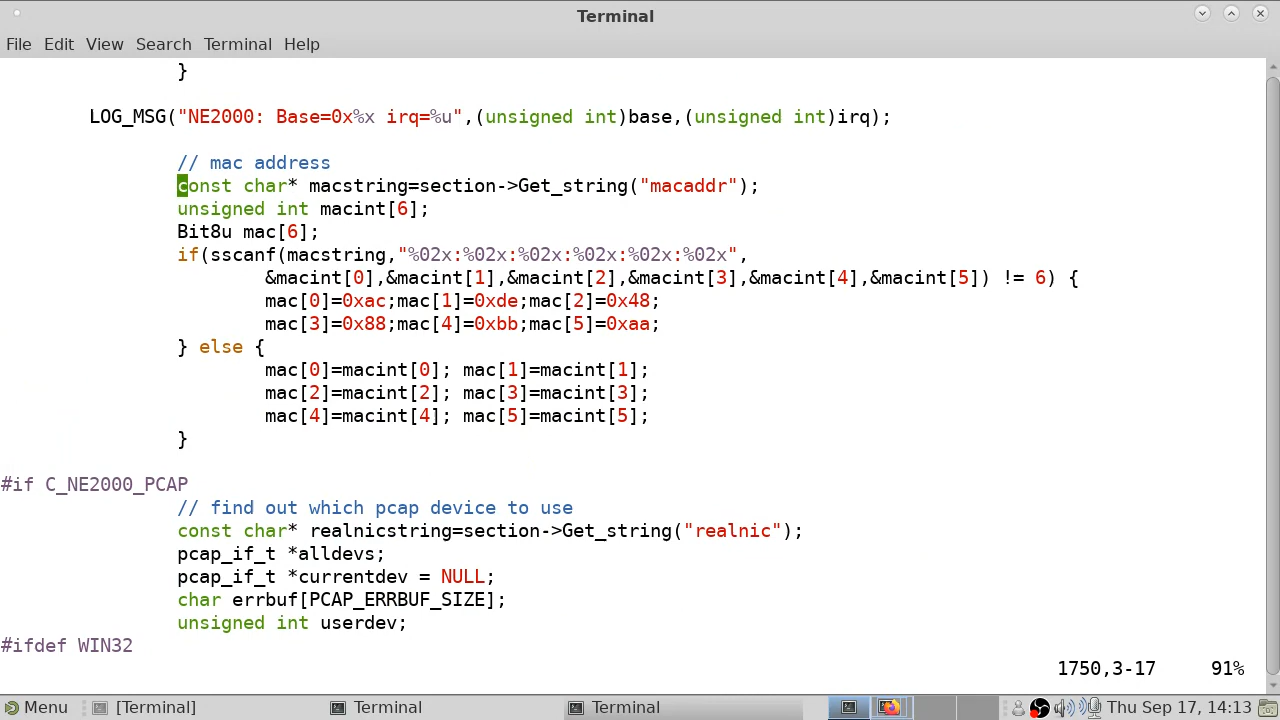 Terminal
File Edit View Search Terminal Help
}
LOG_MSG("NE2000: Base=0x%x irq=%u",(unsigned int)base,(unsigned int)irq);
// mac address
const char* macstring=section->Get_string("macaddr");
unsigned int macint[6];
Bit8u mac[6];
if(sscanf(macstring,"%02x:%02x:%02x:%02x:%02x:%02x",
&macint[0],&macint[1],&macint[2],&macint[3],&macint[4],&macint[5]) != 6) {
mac[0]=0xac;mac[1]=0xde;mac[2]=0x48;
mac[3]=0x88;mac[4]=0xbb;mac[5]=0xaa;
} else {
mac[0]=macint[0]; mac[1]=macint[1];
mac[2]=macint[2]; mac[3]=macint[3];
mac[4]=macint[4]; mac[5]=macint[5];
}
#if C_NE2000_PCAP
// find out which pcap device to use
const char* realnicstring=section->Get_string("realnic");
pcap_if_t *alldevs;
pcap_if_t *currentdev = NULL;
char errbuf[PCAP_ERRBUF_SIZE];
unsigned int userdev;
#ifdef WIN32
1750,3-17 91%
Menu [Terminal] Terminal Terminal Thu Sep 17, 14:13